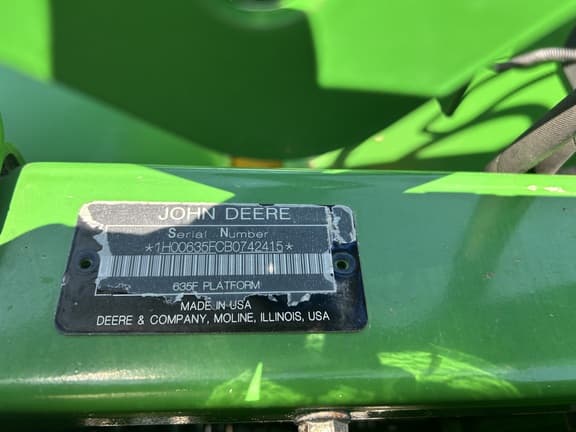 JOHN DEERE
Serial Number
*1H00635FCB0742415*
635F PLATFORM
MADE IN USA
DEERE & COMPANY, MOLINE, ILLINOIS, USA